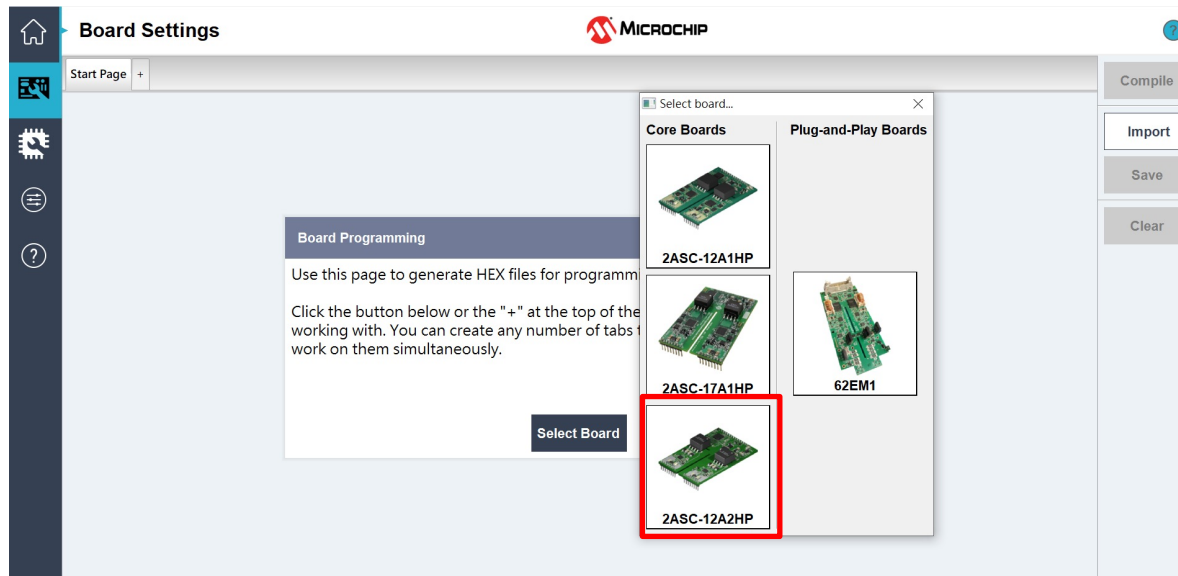 Board Settings
MICROCHIP
?
Start Page +
Compile
Import
Save
Clear
Select board...
Core Boards
Plug-and-Play Boards
2ASC-12A1HP
2ASC-17A1HP
2ASC-12A2HP
62EM1
Board Programming
Use this page to generate HEX files for programmi
Click the button below or the "+" at the top of the
working with. You can create any number of tabs t
work on them simultaneously.
Select Board
?